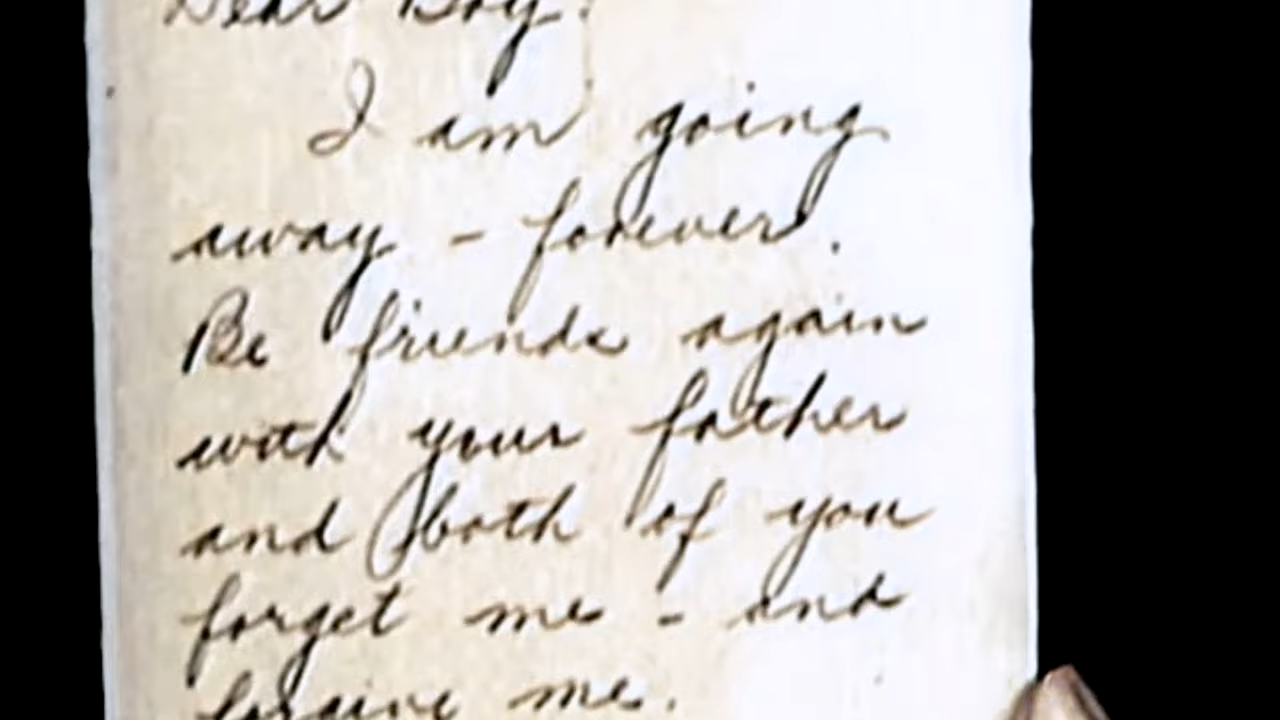 Dear Boy:
I am going
away - forever.
Be friends again
with your father
and both of you
forget me - and
forgive me.